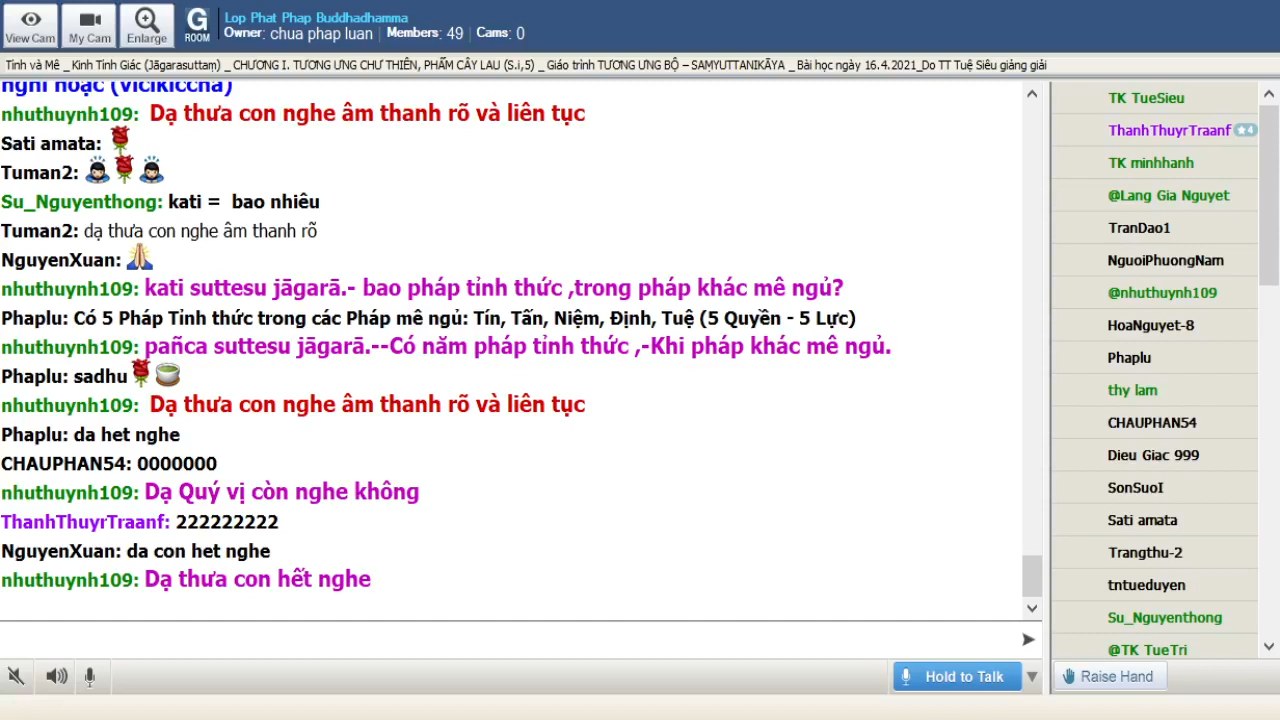 View Cam
My Cam
Enlarge
G
ROOM
Lop Phat Phap Buddhadhamma
Owner: chua phap luan | Members: 49 | Cams: 0
Tỉnh và Mê _Kinh Tỉnh Giác (Jāgarasuttaṃ) _ CHƯƠNG I. TƯƠNG ƯNG CHƯ THIÊN, PHẨM CÂY LAU (S.i,5) _ Giáo trình TƯƠNG ƯNG BỘ – SAṂYUTTANIKĀYA _ Bài học ngày 16.4.2021_Do TT Tuệ Siêu giảng giải
nghi hoặc (vicikicchā)
nhuthuynh109: Dạ thưa con nghe âm thanh rõ và liên tục
Sati amata:
Tuman2:
Su_Nguyenthong: kati = bao nhiêu
Tuman2: dạ thưa con nghe âm thanh rõ
NguyenXuan:
nhuthuynh109: kati suttesu jāgarā.- bao pháp tỉnh thức ,trong pháp khác mê ngủ?
Phaplu: Có 5 Pháp Tỉnh thức trong các Pháp mê ngủ: Tín, Tấn, Niệm, Định, Tuệ (5 Quyền - 5 Lực)
nhuthuynh109: pañca suttesu jāgarā.--Có năm pháp tỉnh thức ,-Khi pháp khác mê ngủ.
Phaplu: sadhu
nhuthuynh109: Dạ thưa con nghe âm thanh rõ và liên tục
Phaplu: da het nghe
CHAUPHAN54: 0000000
nhuthuynh109: Dạ Quý vị còn nghe không
ThanhThuyrTraanf: 222222222
NguyenXuan: da con het nghe
nhuthuynh109: Dạ thưa con hết nghe
Hold to Talk
TK TueSieu
ThanhThuyrTraanf 4
TK minhhanh
@Lang Gia Nguyet
TranDao1
NguoiPhuongNam
@nhuthuynh109
HoaNguyet-8
Phaplu
thy lam
CHAUPHAN54
Dieu Giac 999
SonSuoI
Sati amata
Trangthu-2
tntueduyen
Su_Nguyenthong
@TK TueTri
Raise Hand